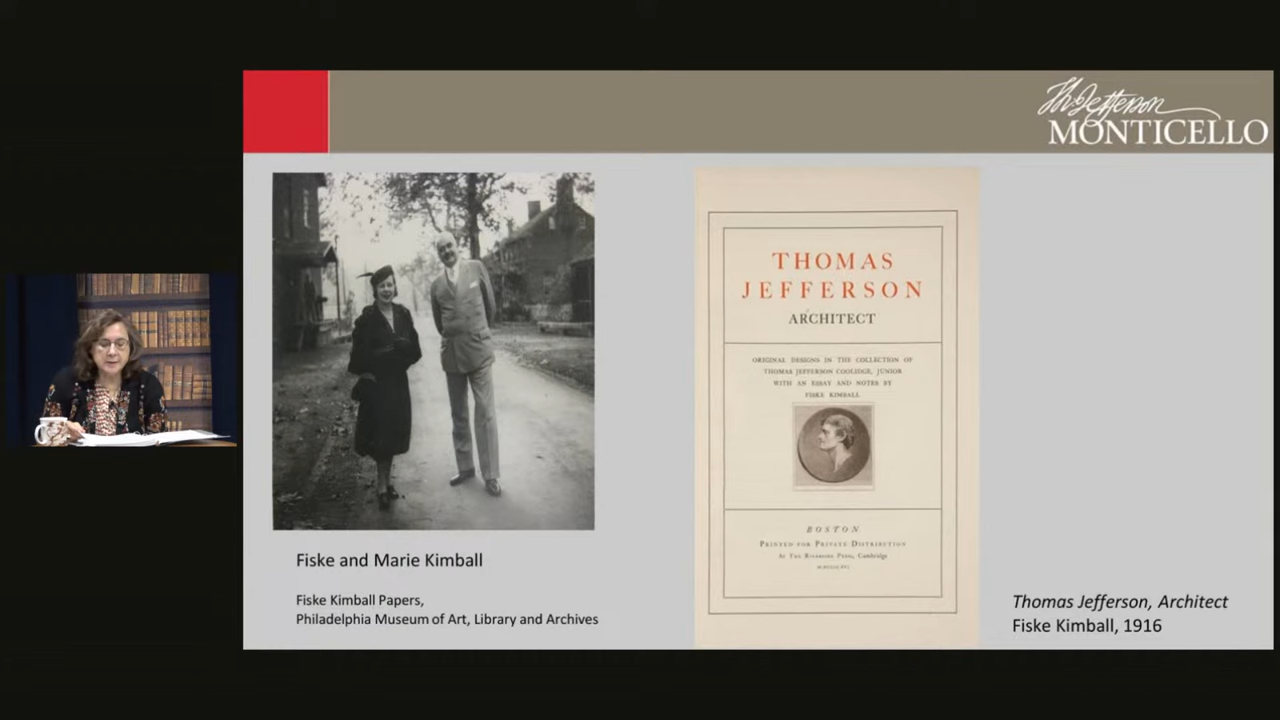 Th Jefferson
MONTICELLO
THOMAS
JEFFERSON
ARCHITECT
ORIGINAL DESIGNS IN THE COLLECTION OF
THOMAS JEFFERSON COOLIDGE, JUNIOR
WITH AN ESSAY AND NOTES BY
FISKE KIMBALL
BOSTON
PRINTED FOR PRIVATE DISTRIBUTION
At The Riverside Press, Cambridge
MDCCCCXVI
Fiske and Marie Kimball
Fiske Kimball Papers,
Philadelphia Museum of Art, Library and Archives
Thomas Jefferson, Architect
Fiske Kimball, 1916